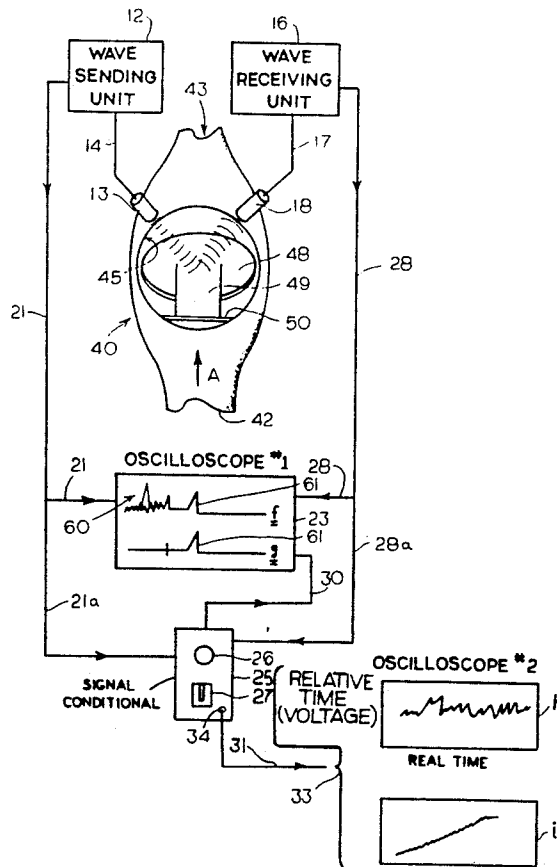 12
16
WAVE SENDING UNIT
WAVE RECEIVING UNIT
43
14
17
13
18
45
48
49
28
21
50
40
A
42
OSCILLOSCOPE #1
21
61
28
60
f
23
61
g
28a
30
21a
26
25
OSCILLOSCOPE #2
SIGNAL CONDITIONAL
27
RELATIVE TIME (VOLTAGE)
h
34
31
REAL TIME
33
i